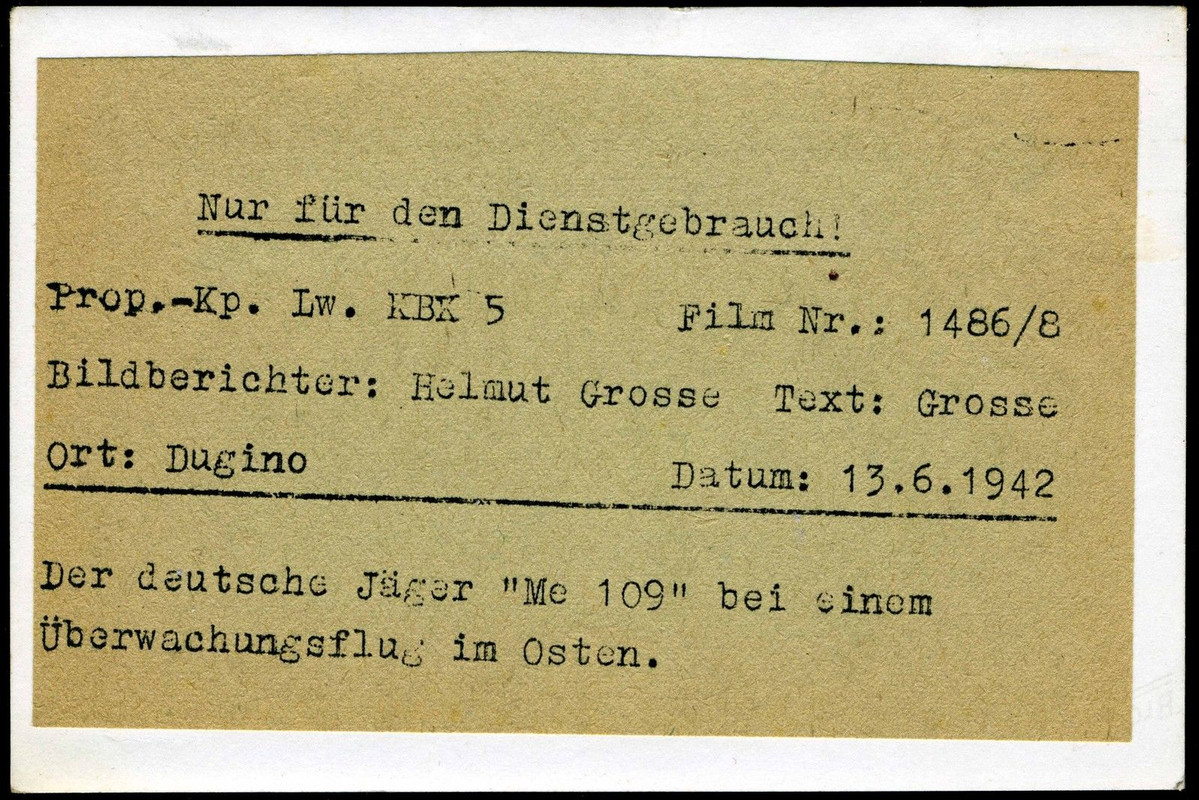 Nur für den Dienstgebrauch!
Prop.-Kp. Lw. KBK 5 Film Nr.: 1486/8
Bildberichter: Helmut Grosse Text: Grosse
Ort: Dugino Datum: 13.6.1942
Der deutsche Jäger "Me 109" bei einem
Überwachungsflug im Osten.